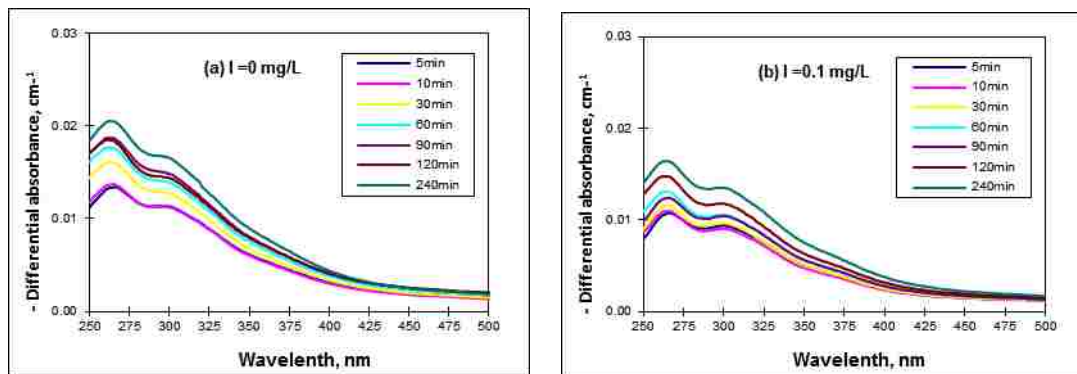 0.03
0.02
0.01
0.00
- Differential absorbance, cm-1
(a) I =0 mg/L
5min
10min
30min
60min
90min
120min
240min
250 275 300 325 350 375 400 425 450 475 500
Wavelenth, nm
0.03
0.02
0.01
0.00
- Differential absorbance, cm-1
(b) I =0.1 mg/L
5min
10min
30min
60min
90min
120min
240min
250 275 300 325 350 375 400 425 450 475 500
Wavelenth, nm